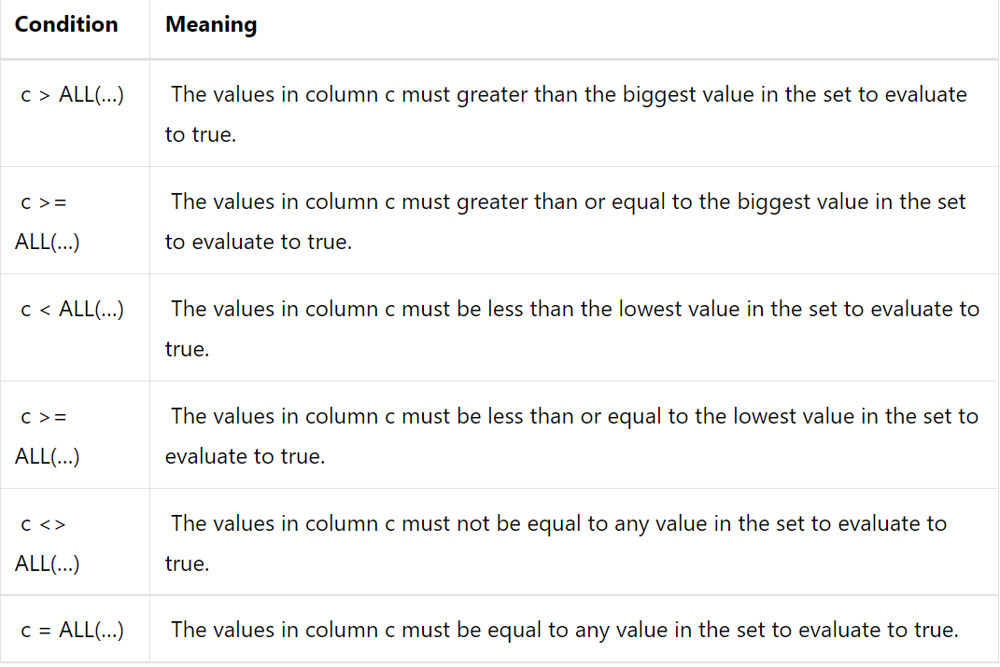 Condition Meaning
c > ALL(…) The values in column c must greater than the biggest value in the set to evaluate
to true.
c >= The values in column c must greater than or equal to the biggest value in the set
ALL(…) to evaluate to true.
c < ALL(…) The values in column c must be less than the lowest value in the set to evaluate to
true.
c >= The values in column c must be less than or equal to the lowest value in the set to
ALL(…) evaluate to true.
c <> The values in column c must not be equal to any value in the set to evaluate to
ALL(…) true.
c = ALL(…) The values in column c must be equal to any value in the set to evaluate to true.